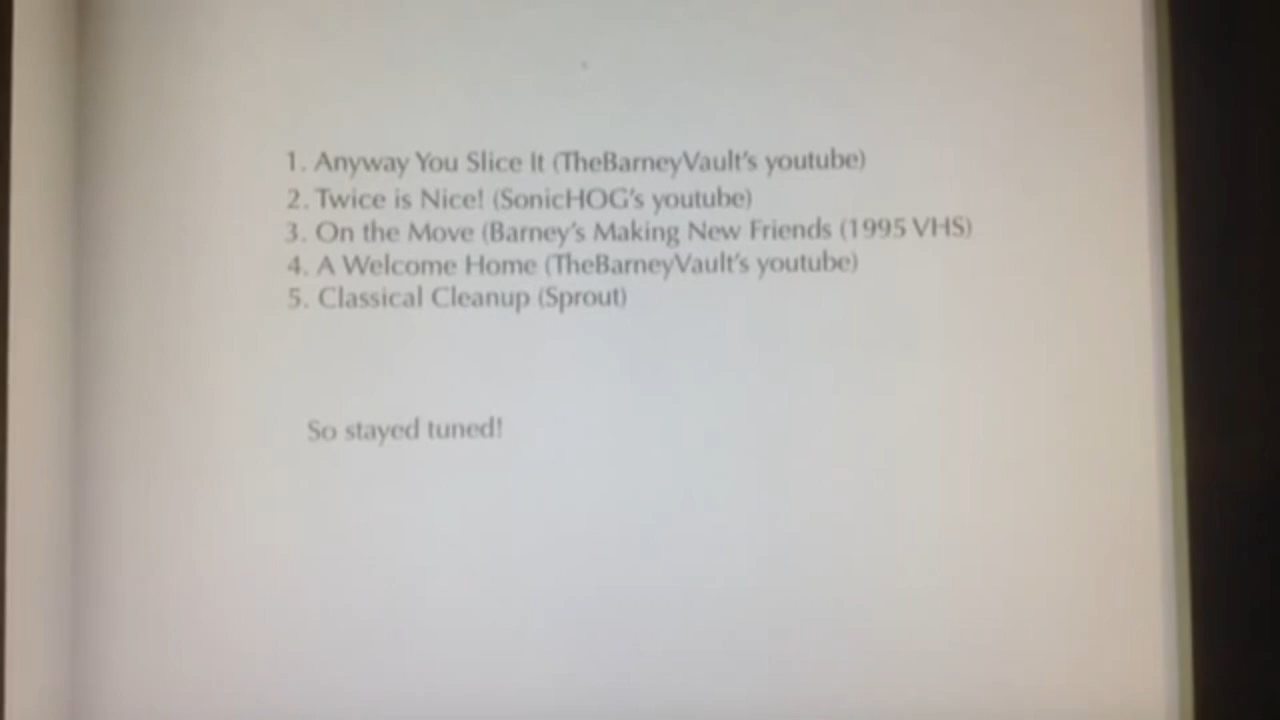 1. Anyway You Slice It (TheBarneyVault's youtube)
2. Twice is Nice! (SonicHOG's youtube)
3. On the Move (Barney's Making New Friends (1995 VHS)
4. A Welcome Home (TheBarneyVault's youtube)
5. Classical Cleanup (Sprout)
So stayed tuned!